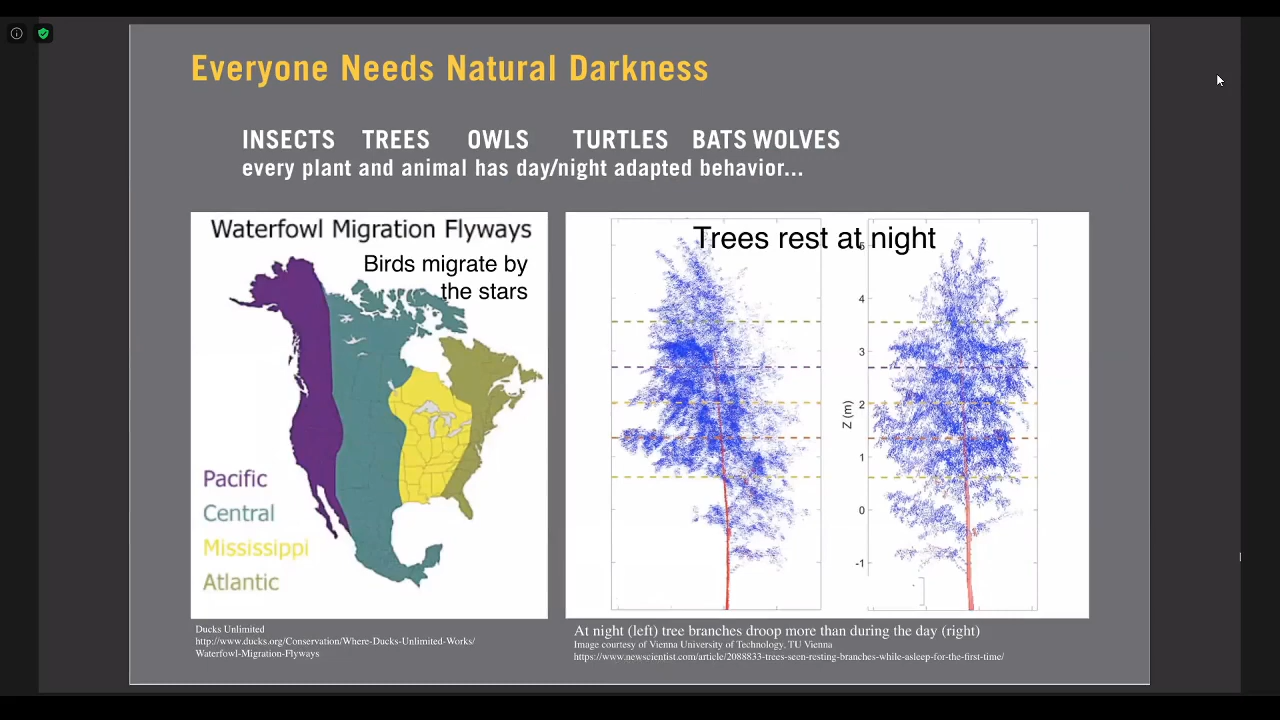 Everyone Needs Natural Darkness
INSECTS TREES OWLS TURTLES BATS WOLVES
every plant and animal has day/night adapted behavior...
Waterfowl Migration Flyways
Birds migrate by
the stars
Pacific
Central
Mississippi
Atlantic
Ducks Unlimited
http://www.ducks.org/Conservation/Where-Ducks-Unlimited-Works/
Waterfowl-Migration-Flyways
Trees rest at night
5
4
3
2
1
0
-1
Z (m)
At night (left) tree branches droop more than during the day (right)
Image courtesy of Vienna University of Technology, TU Vienna
https://www.newscientist.com/article/2088833-trees-seen-resting-branches-while-asleep-for-the-first-time/